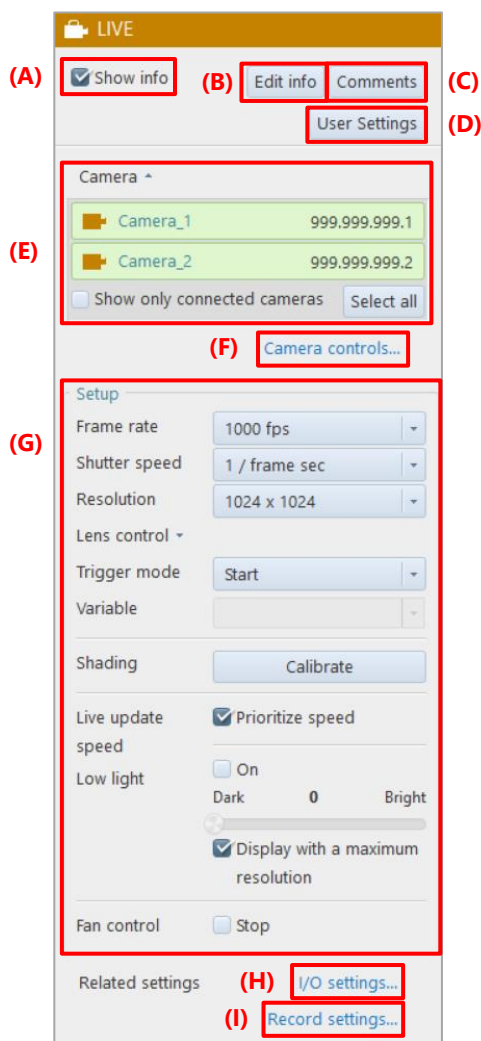 LIVE
(A) Show info (B) Edit info Comments (C)
User Settings (D)
Camera
Camera_1 999.999.999.1
(E)
Camera_2 999.999.999.2
Show only connected cameras Select all
(F) Camera controls...
Setup
(G)
Frame rate 1000 fps
Shutter speed 1 / frame sec
Resolution 1024 x 1024
Lens control
Trigger mode Start
Variable
Shading Calibrate
Live update speed Prioritize speed
Low light On
Dark 0 Bright
Display with a maximum
resolution
Fan control Stop
Related settings (H) I/O settings...
(I) Record settings...